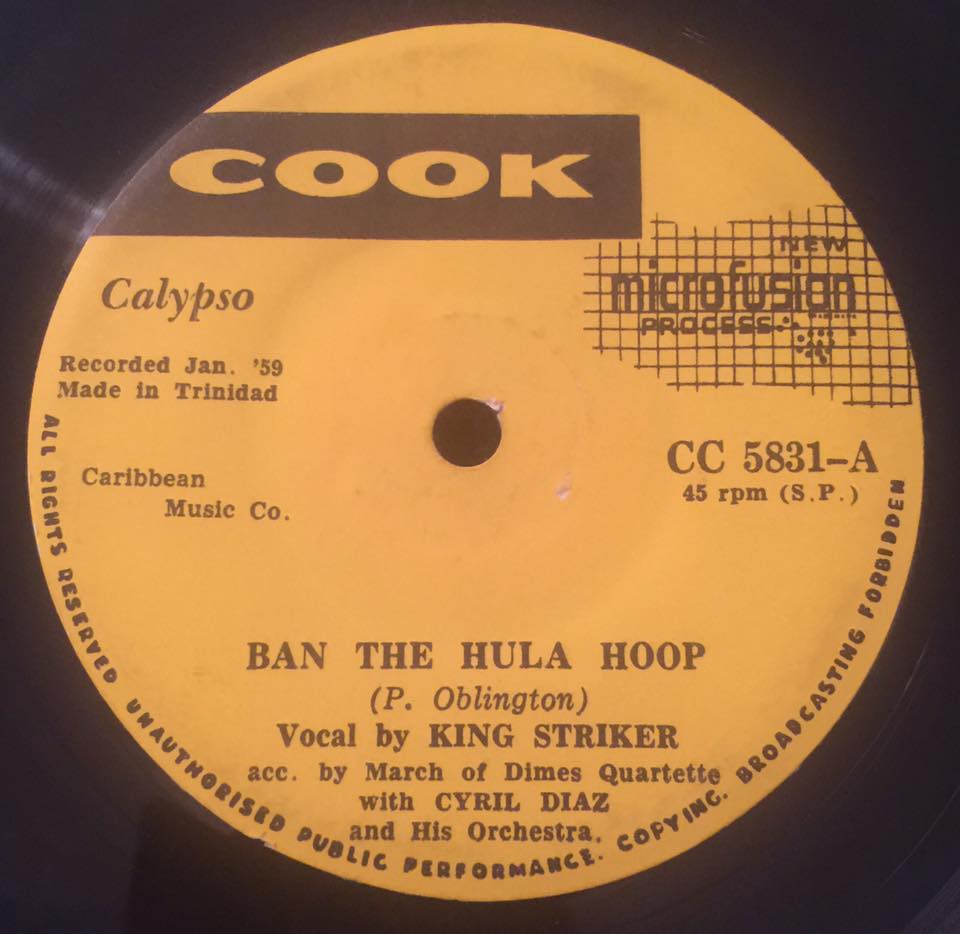 COOK
NEW
microfusion
PROCESS
Calypso
Recorded Jan. '59
Made in Trinidad
Caribbean
Music Co.
CC 5831-A
45 rpm (S.P.)
BAN THE HULA HOOP
(P. Oblington)
Vocal by KING STRIKER
acc. by March of Dimes Quartette
with CYRIL DIAZ
and His Orchestra.
ALL RIGHTS RESERVED UNAUTHORISED PUBLIC PERFORMANCE. COPYING. BROADCASTING FORBIDDEN